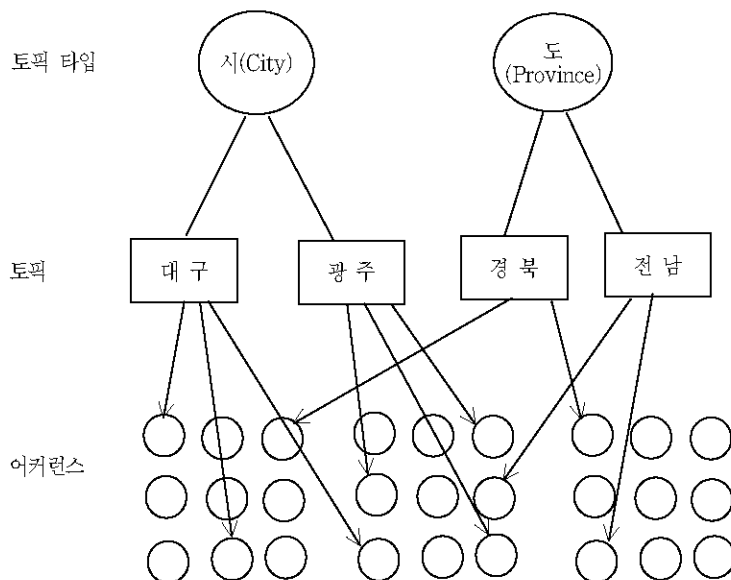 토픽 타입
시(City)
도
(Province)
토픽
대 구
광 주
경 북
전 남
어커런스